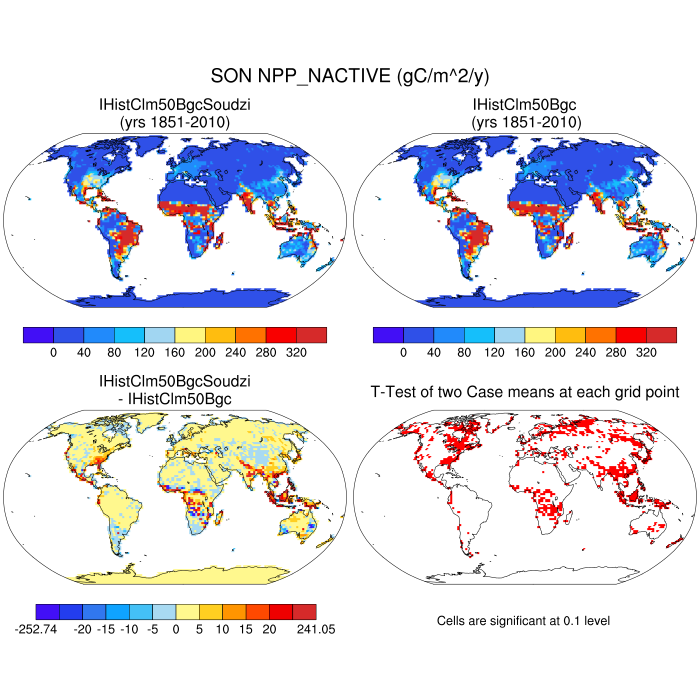 SON NPP_NACTIVE (gC/m^2/y)
IHistClm50BgcSoudzi
(yrs 1851-2010)
IHistClm50Bgc
(yrs 1851-2010)
0 40 80 120 160 200 240 280 320
0 40 80 120 160 200 240 280 320
IHistClm50BgcSoudzi
- IHistClm50Bgc
T-Test of two Case means at each grid point
-252.74 -20 -15 -10 -5 0 5 10 15 20 241.05
Cells are significant at 0.1 level